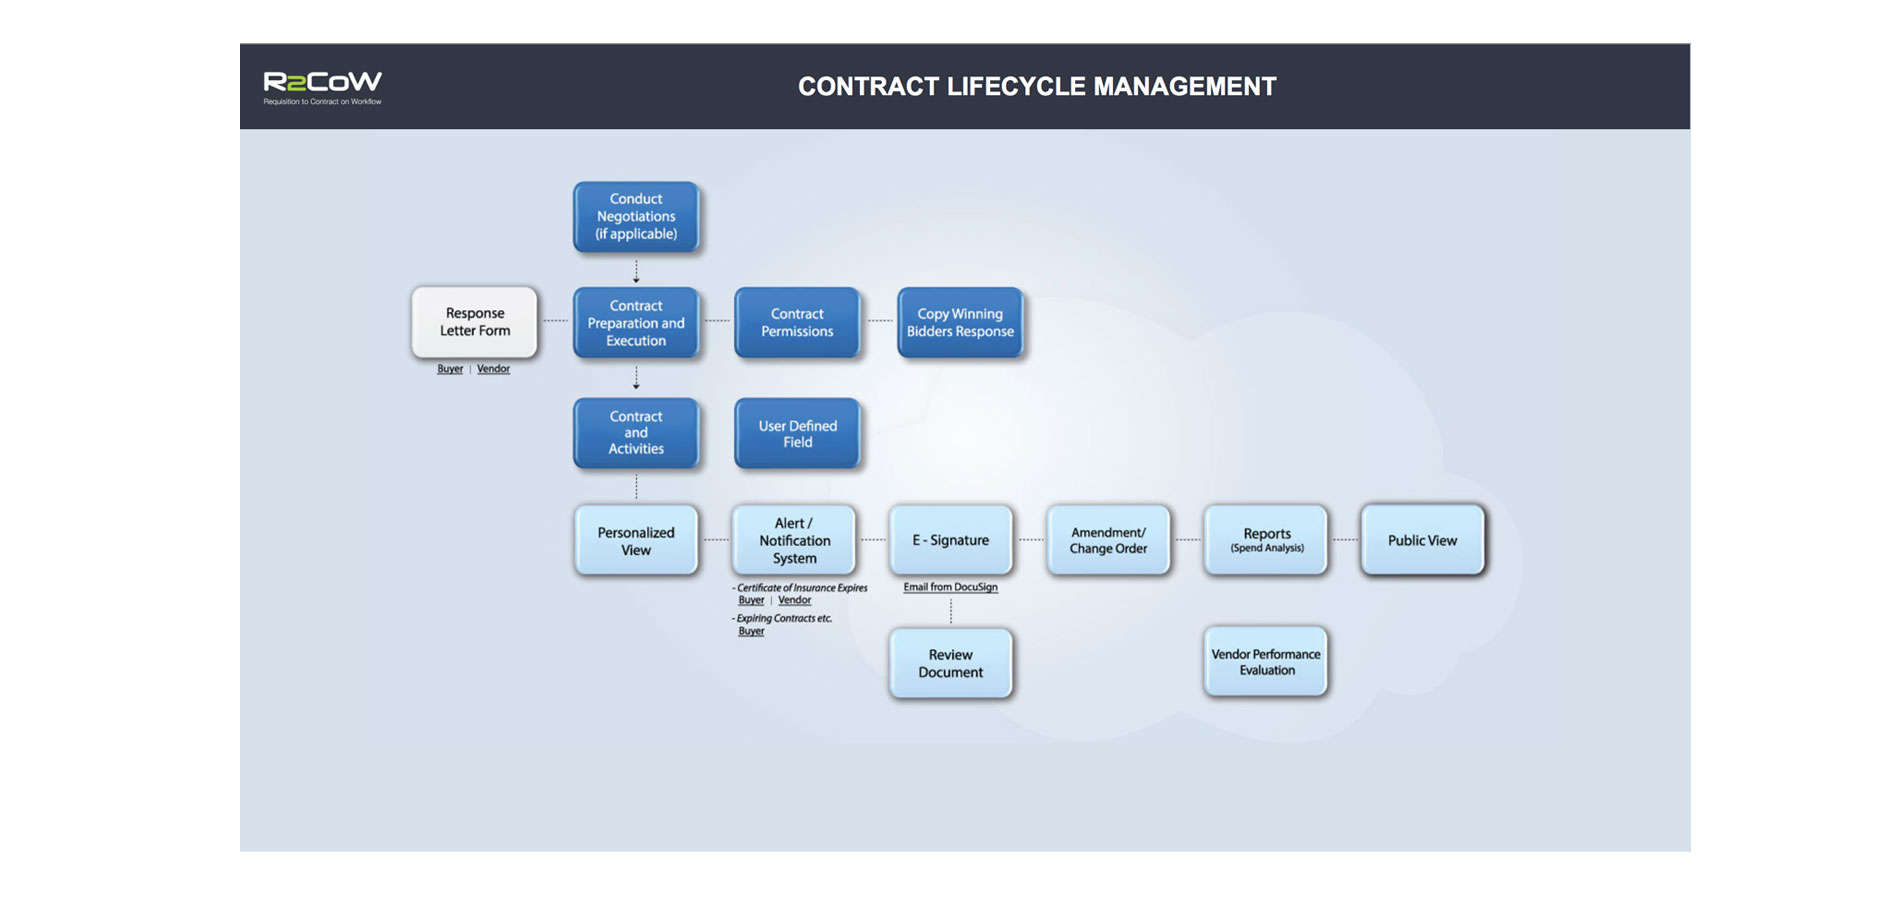 R2CoW
Requisition to Contract on Workflow
CONTRACT LIFECYCLE MANAGEMENT
Conduct
Negotiations
(if applicable)
Response
Letter Form
Buyer | Vendor
Contract
Preparation and
Execution
Contract
Permissions
Copy Winning
Bidders Response
Contract
and
Activities
User Defined
Field
Personalized
View
Alert /
Notification
System
- Certificate of Insurance Expires
Buyer | Vendor
- Expiring Contracts etc.
Buyer
E - Signature
Email from DocuSign
Review
Document
Amendment/
Change Order
Reports
(Spend Analysis)
Vendor Performance
Evaluation
Public View